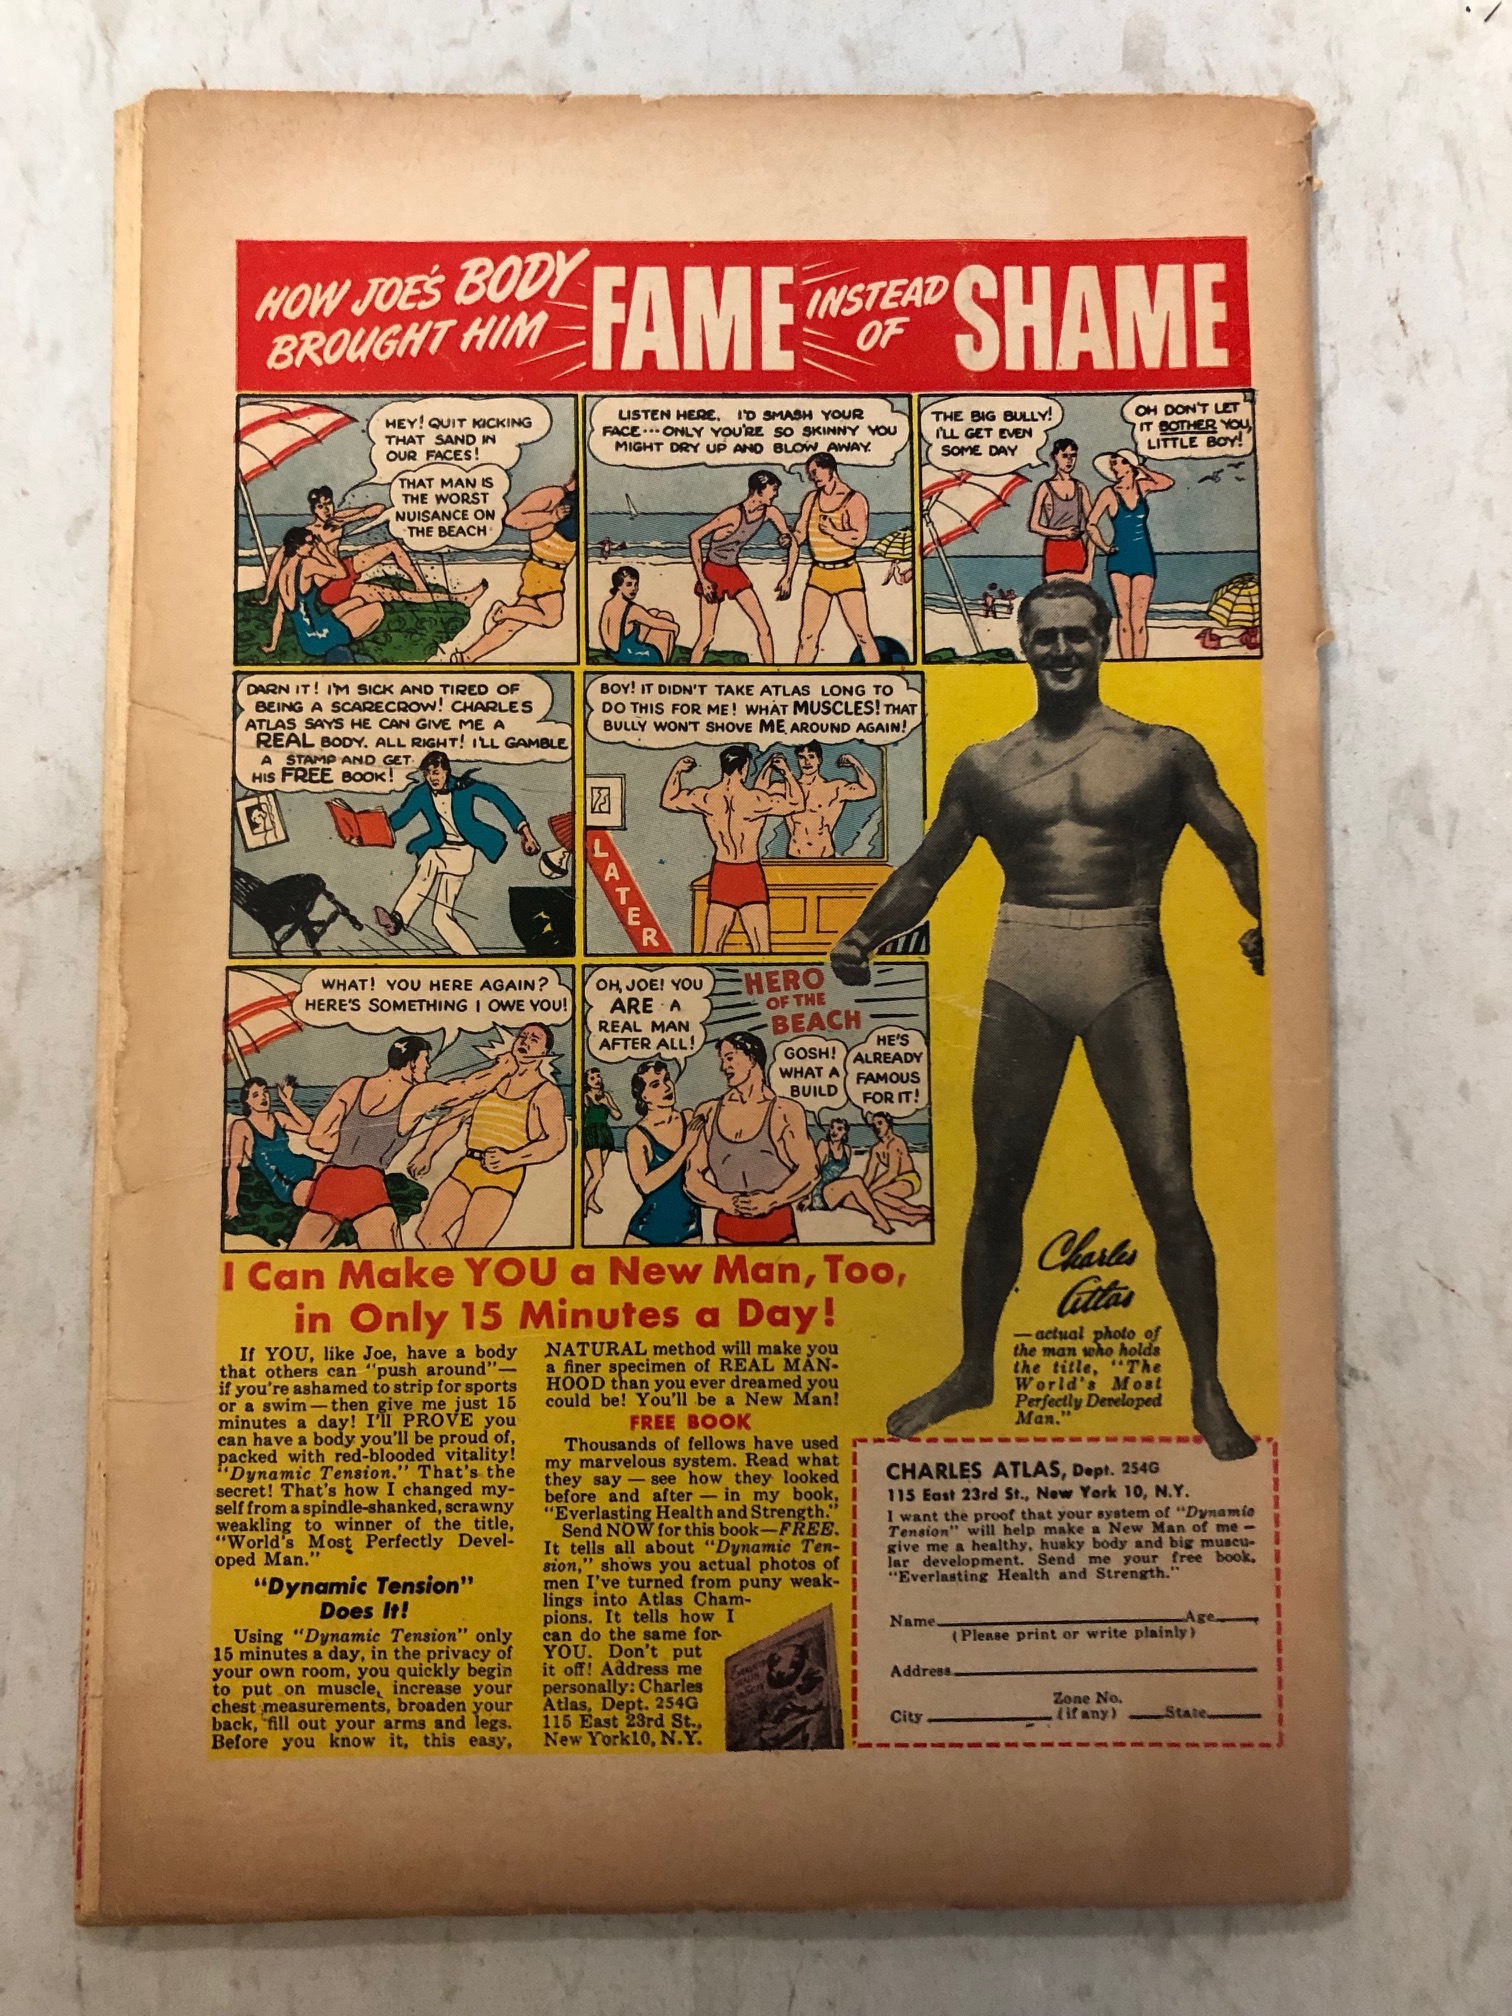 HOW JOE'S BODY
BROUGHT HIM
FAME
INSTEAD
OF
SHAME
HEY! QUIT KICKING
THAT SAND IN
OUR FACES!
THAT MAN IS
THE WORST
NUISANCE ON
THE BEACH
LISTEN HERE. I'D SMASH YOUR
FACE---ONLY YOU'RE SO SKINNY YOU
MIGHT DRY UP AND BLOW AWAY.
THE BIG BULLY!
I'LL GET EVEN
SOME DAY
OH DON'T LET
IT BOTHER YOU,
LITTLE BOY!
DARN IT! I'M SICK AND TIRED OF
BEING A SCARECROW! CHARLES
ATLAS SAYS HE CAN GIVE ME A
REAL BODY. ALL RIGHT! I'LL GAMBLE
A STAMP AND GET
HIS FREE BOOK!
BOY! IT DIDN'T TAKE ATLAS LONG TO
DO THIS FOR ME! WHAT MUSCLES! THAT
BULLY WON'T SHOVE ME AROUND AGAIN!
LATER
WHAT! YOU HERE AGAIN?
HERE'S SOMETHING I OWE YOU!
OH, JOE! YOU
ARE A
REAL MAN
AFTER ALL!
HERO
OF THE
BEACH
GOSH!
WHAT A
BUILD
HE'S
ALREADY
FAMOUS
FOR IT!
I Can Make YOU a New Man, Too,
in Only 15 Minutes a Day!
If YOU, like Joe, have a body
that others can "push around"—
if you're ashamed to strip for sports
or a swim—then give me just 15
minutes a day! I'll PROVE you
can have a body you'll be proud of,
packed with red-blooded vitality!
"Dynamic Tension." That's the
secret! That's how I changed my-
self from a spindle-shanked, scrawny
weakling to winner of the title,
"World's Most Perfectly Devel-
oped Man."
"Dynamic Tension"
Does It!
Using "Dynamic Tension" only
15 minutes a day, in the privacy of
your own room, you quickly begin
to put on muscle, increase your
chest measurements, broaden your
back, fill out your arms and legs.
Before you know it, this easy,
NATURAL method will make you
a finer specimen of REAL MAN-
HOOD than you ever dreamed you
could be! You'll be a New Man!
FREE BOOK
Thousands of fellows have used
my marvelous system. Read what
they say — see how they looked
before and after — in my book,
"Everlasting Health and Strength."
Send NOW for this book—FREE.
It tells all about "Dynamic Ten-
sion," shows you actual photos of
men I've turned from puny weak-
lings into Atlas Cham-
pions. It tells how I
can do the same for
YOU. Don't put
it off! Address me
personally: Charles
Atlas, Dept. 254G
115 East 23rd St.,
New York10, N.Y.
Charles
Atlas
—actual photo of
the man who holds
the title, "The
World's Most
Perfectly Developed
Man."
CHARLES ATLAS, Dept. 254G
115 East 23rd St., New York 10, N.Y.
I want the proof that your system of "Dynamic
Tension" will help make a New Man of me —
give me a healthy, husky body and big muscu-
lar development. Send me your free book,
"Everlasting Health and Strength."
Name Age
(Please print or write plainly)
Address
Zone No.
City (if any) State